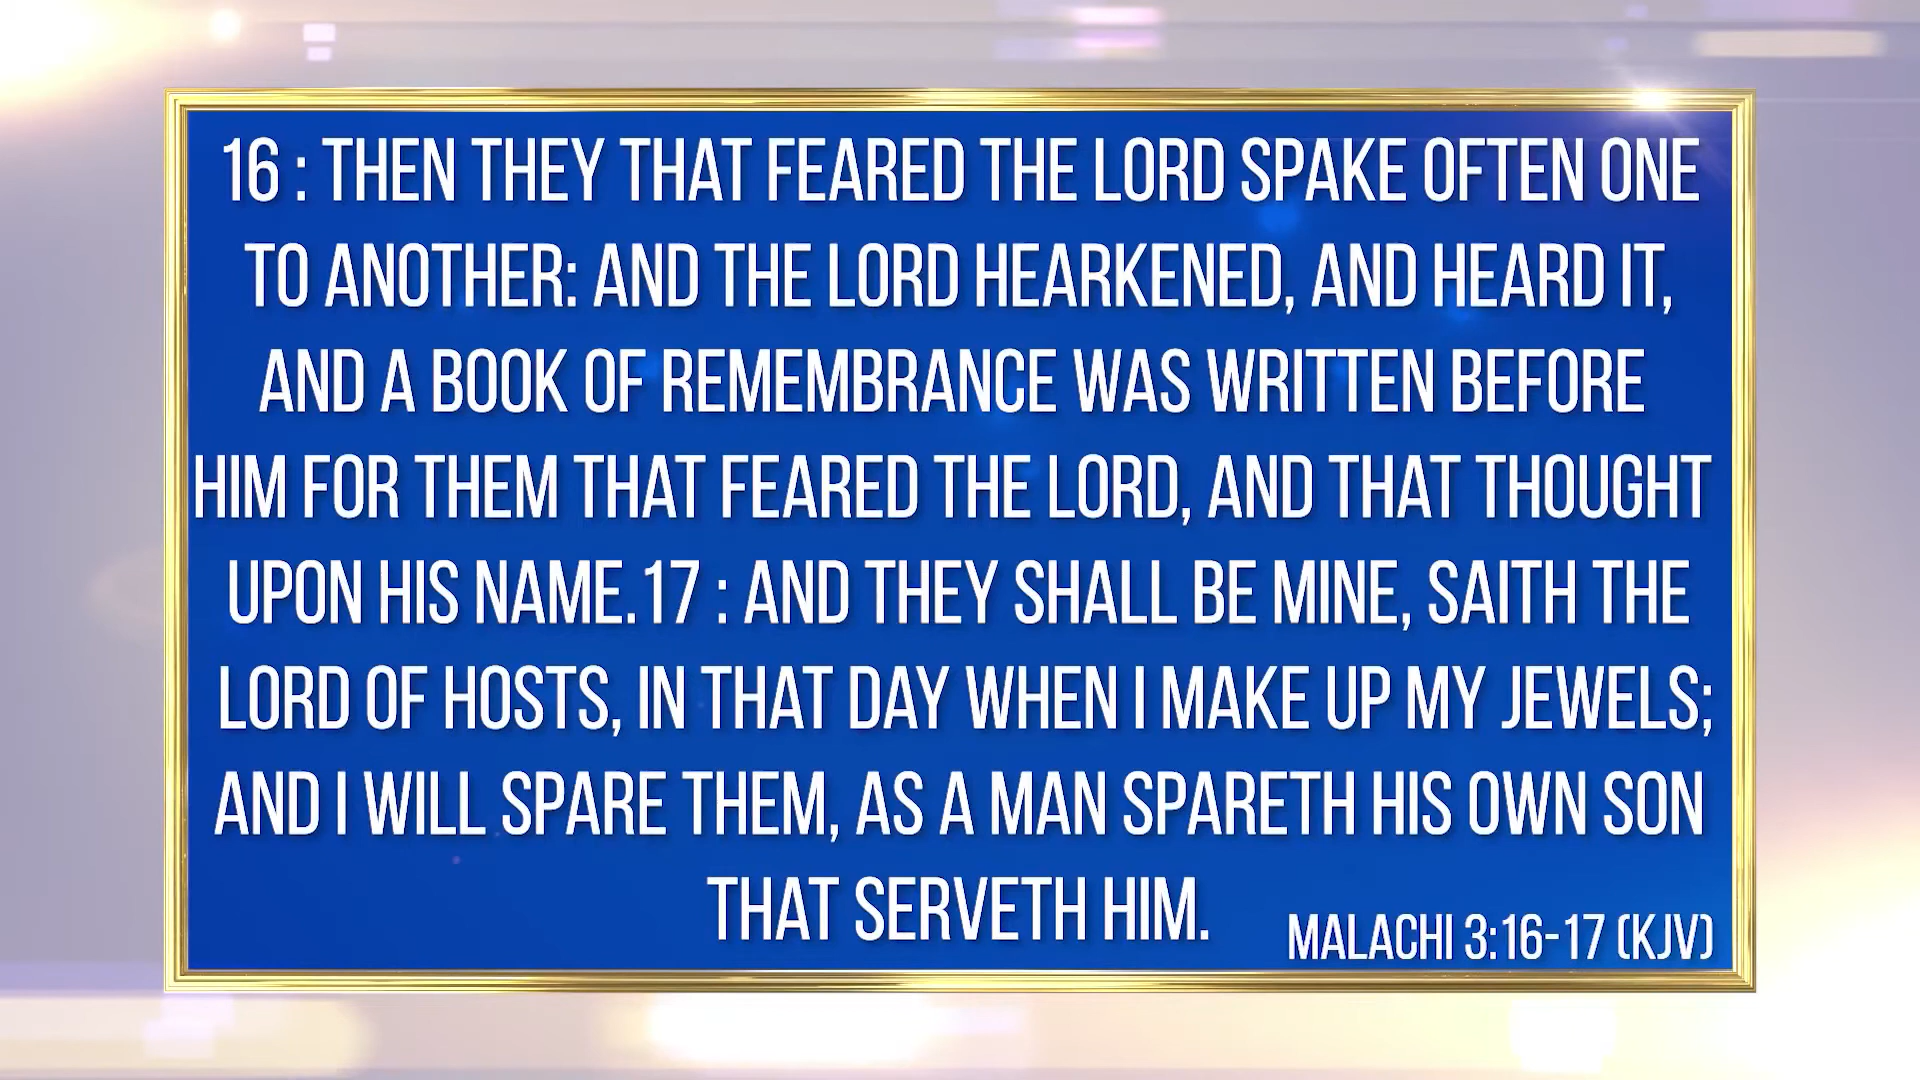 16 : THEN THEY THAT FEARED THE LORD SPAKE OFTEN ONE
TO ANOTHER: AND THE LORD HEARKENED, AND HEARD IT,
AND A BOOK OF REMEMBRANCE WAS WRITTEN BEFORE
HIM FOR THEM THAT FEARED THE LORD, AND THAT THOUGHT
UPON HIS NAME.17 : AND THEY SHALL BE MINE, SAITH THE
LORD OF HOSTS, IN THAT DAY WHEN I MAKE UP MY JEWELS;
AND I WILL SPARE THEM, AS A MAN SPARETH HIS OWN SON
THAT SERVETH HIM.
MALACHI 3:16-17 (KJV)